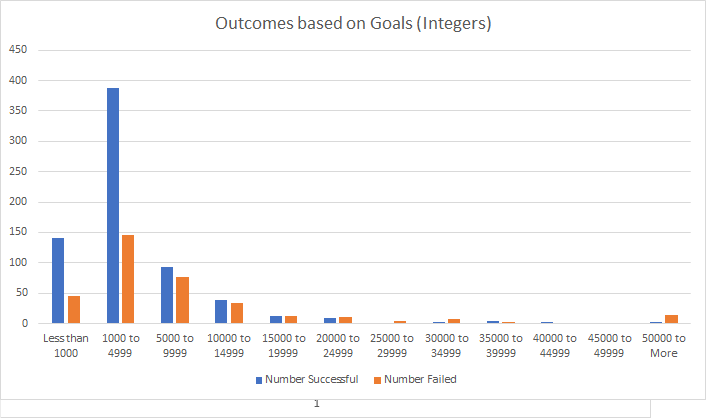 Outcomes based on Goals (Integers)
450
400
350
300
250
200
150
100
50
0
Less than 1000 to 5000 to 10000 to 15000 to 20000 to 25000 to 30000 to 35000 to 40000 to 45000 to 50000 to
1000 4999 9999 14999 19999 24999 29999 34999 39999 44999 49999 More
Number Successful Number Failed
1